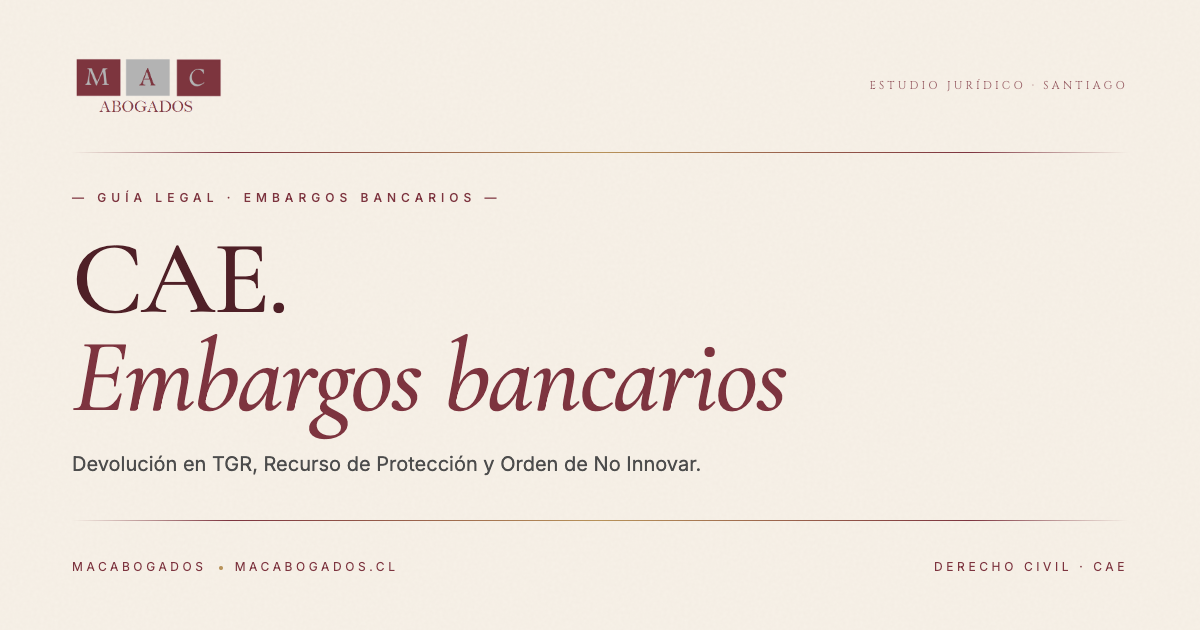 M A C
ABOGADOS
ESTUDIO JURÍDICO · SANTIAGO
— GUÍA LEGAL · EMBARGOS BANCARIOS —
CAE.
Embargos bancarios
Devolución en TGR, Recurso de Protección y Orden de No Innovar.
MACABOGADOS • MACABOGADOS.CL
DERECHO CIVIL · CAE